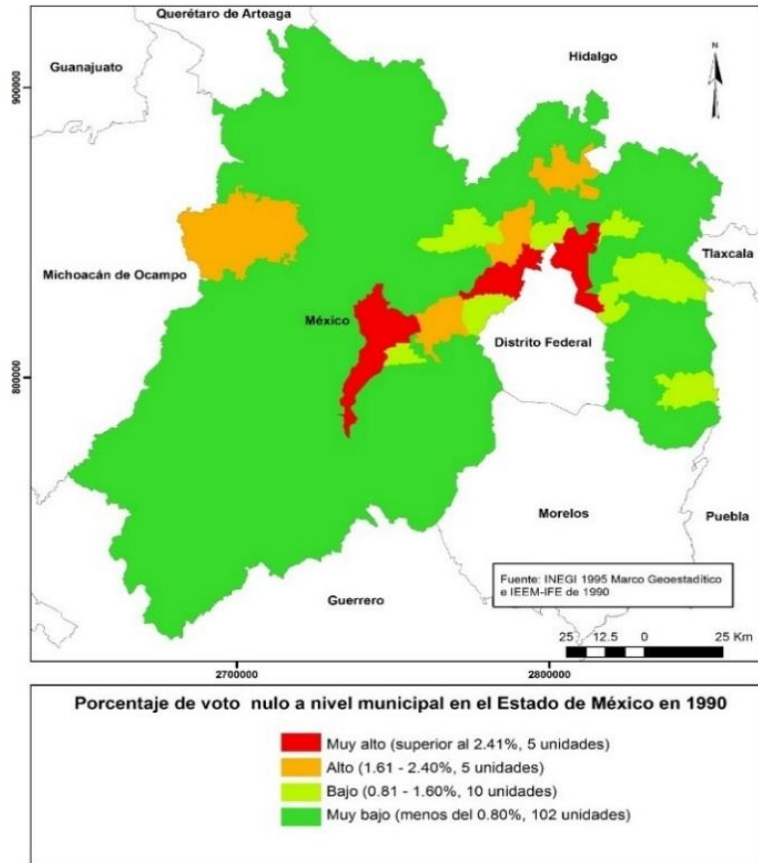 Querétaro de Arteaga
Guanajuato
Hidalgo
N
900000
Tlaxcala
Michoacán de Ocampo
México
Distrito Federal
800000
Morelos
Puebla
Fuente: INEGI 1995 Marco Geoestadítico
e IEEM-IFE de 1990
Guerrero
25 12.5 0 25 Km
2700000 2800000
Porcentaje de voto nulo a nivel municipal en el Estado de México en 1990
Muy alto (superior al 2.41%, 5 unidades)
Alto (1.61 - 2.40%, 5 unidades)
Bajo (0.81 - 1.60%, 10 unidades)
Muy bajo (menos del 0.80%, 102 unidades)